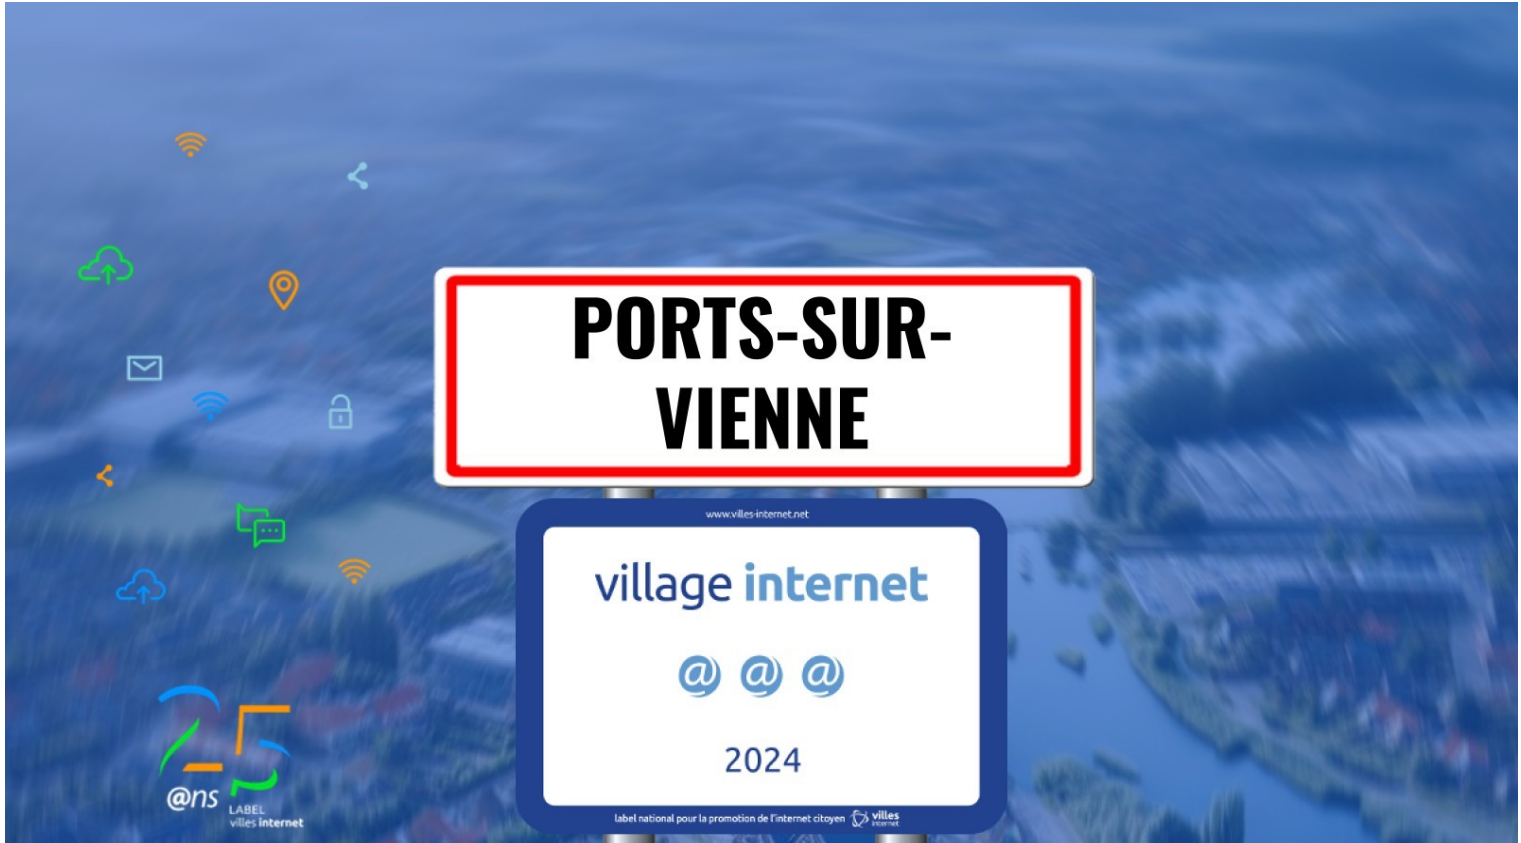 PORTS-SUR-
VIENNE
www.villes-internet.net
village internet
@ @ @
2024
label national pour la promotion de l'internet citoyen villes
internet
25
@ns
LABEL
villes internet